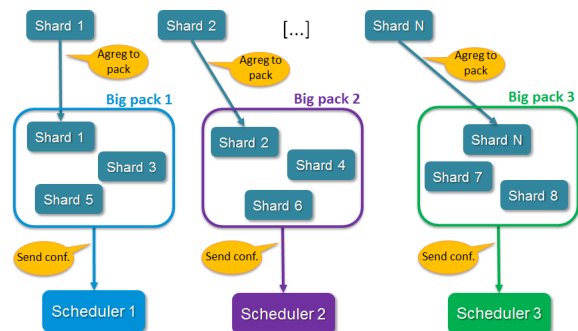 Shard 1
Shard 2
[...]
Shard N
Agreg to
pack
Agreg to
pack
Agreg to
pack
Big pack 1
Big pack 2
Big pack 3
Shard 1
Shard 3
Shard 5
Shard 2
Shard 4
Shard 6
Shard N
Shard 7
Shard 8
Send conf.
Send conf.
Send conf.
Scheduler 1
Scheduler 2
Scheduler 3